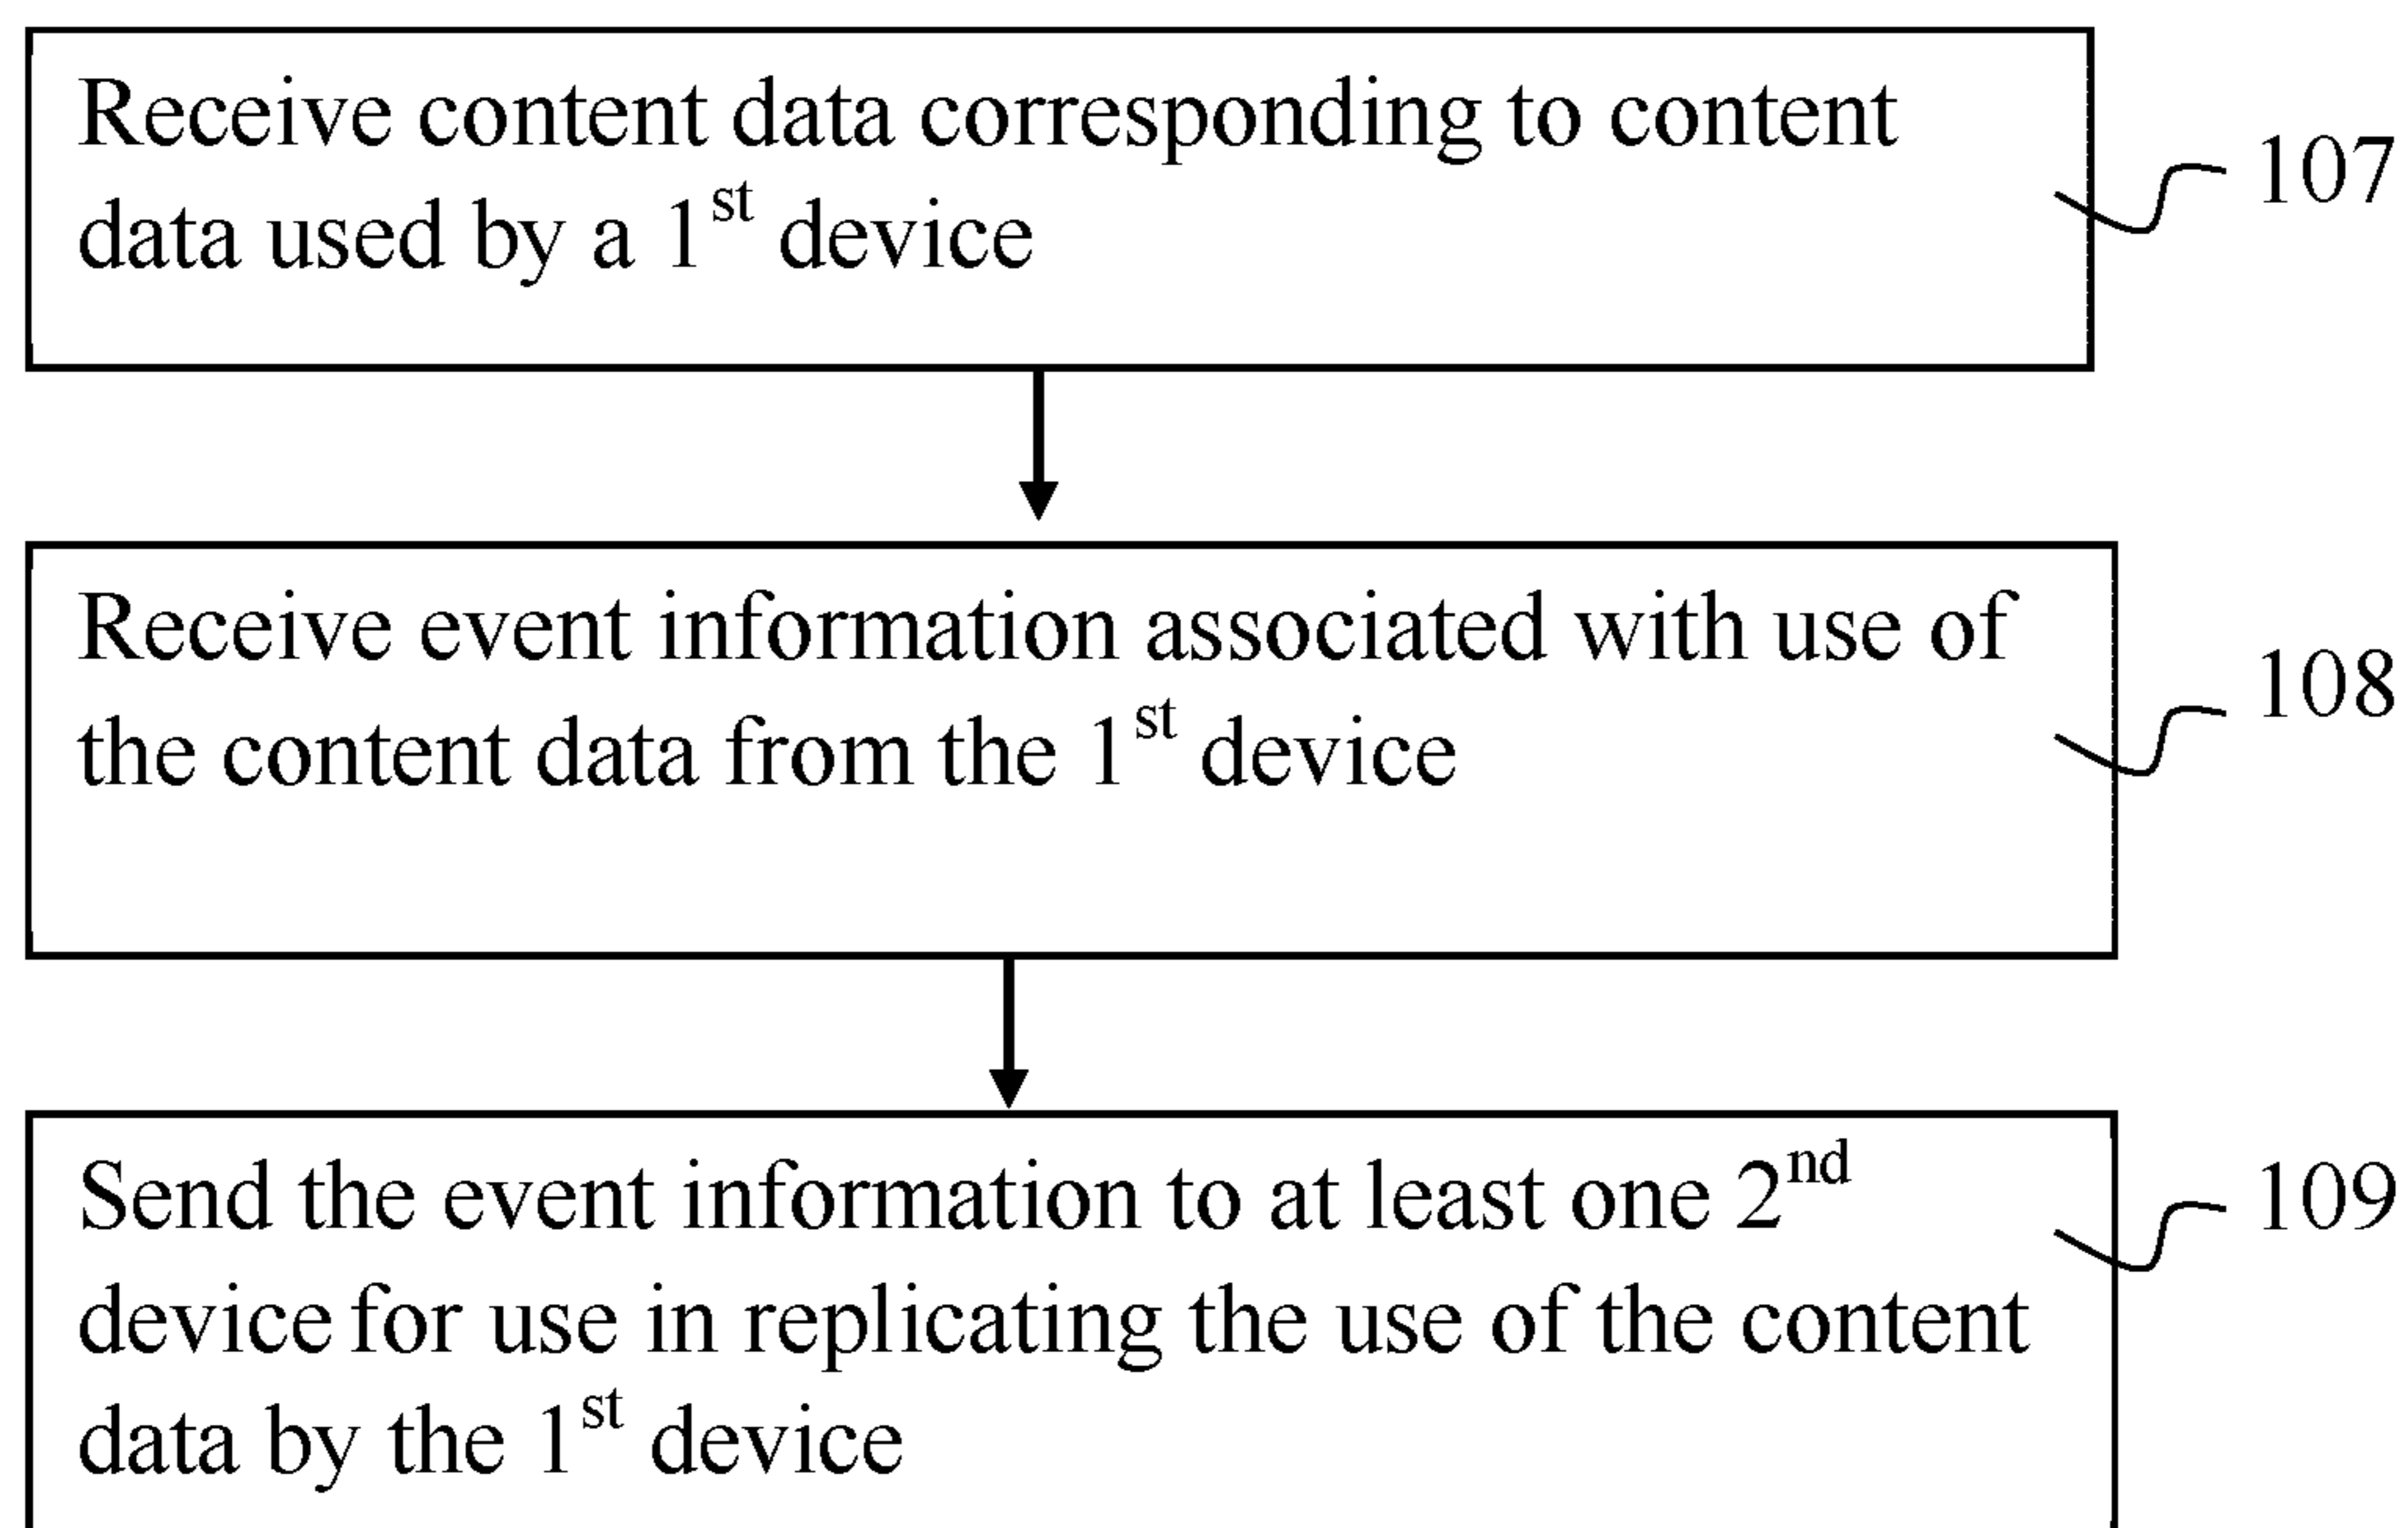 Receive content data corresponding to content
data used by a 1st device
107
Receive event information associated with use of
the content data from the 1st device
108
Send the event information to at least one 2nd
device for use in replicating the use of the content
data by the 1st device
109